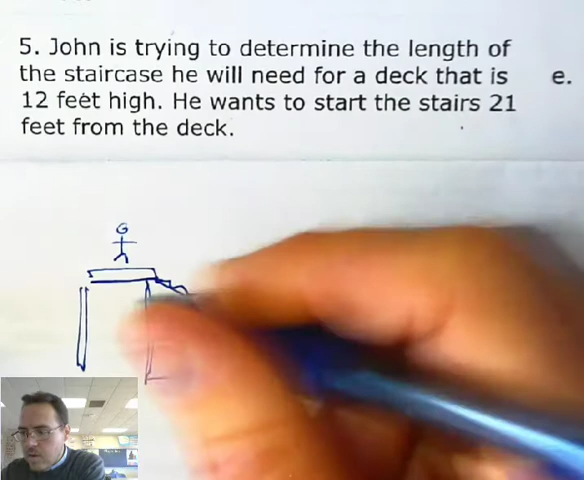 5. John is trying to determine the length of
the staircase he will need for a deck that is
12 feet high. He wants to start the stairs 21
feet from the deck.
e.